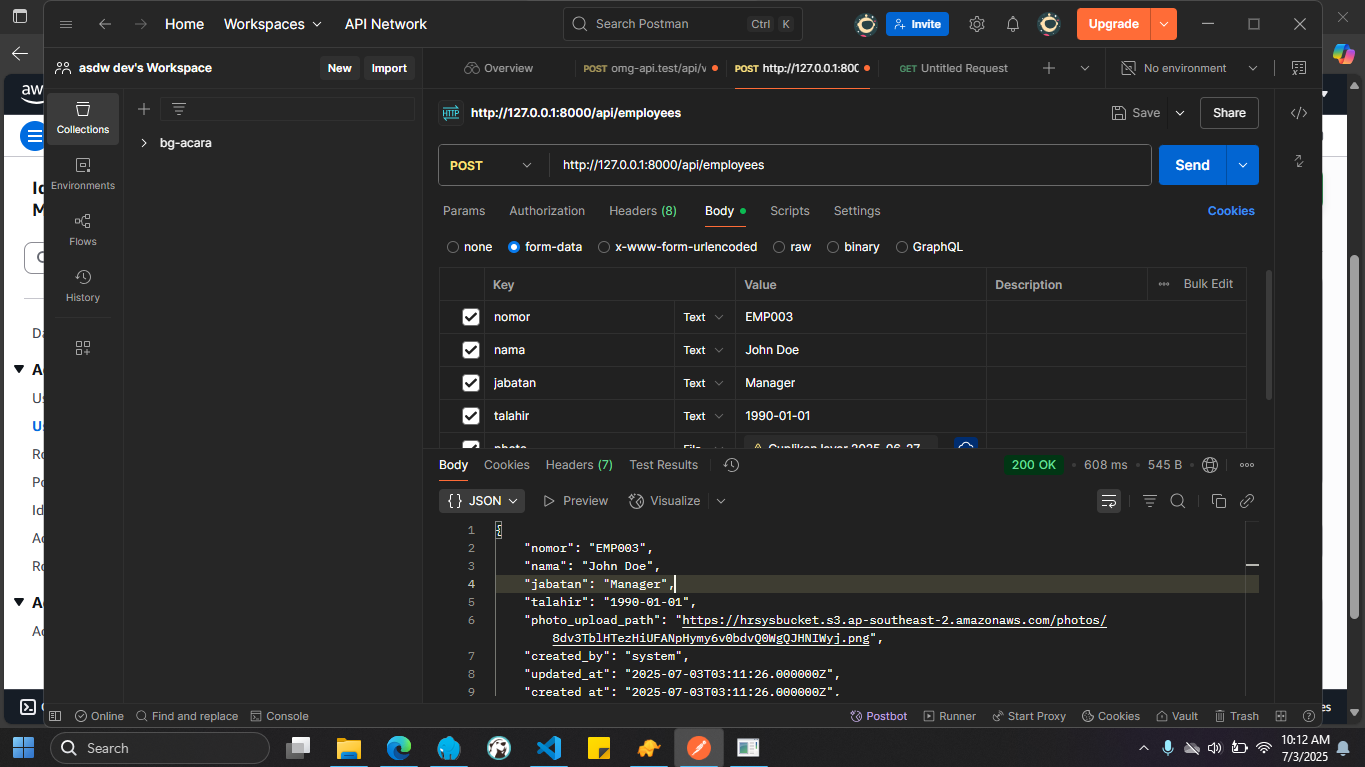 Home Workspaces API Network Search Postman Ctrl K Invite Upgrade
asdw dev's Workspace New Import Overview POST omg-api.test/api/v POST http://127.0.0.1:80C GET Untitled Request No environment
aw
Collections
Environments
Flows
History
bg-acara
HTTP http://127.0.0.1:8000/api/employees Save Share
POST http://127.0.0.1:8000/api/employees Send
Params Authorization Headers (8) Body Scripts Settings Cookies
none form-data x-www-form-urlencoded raw binary GraphQL
Key Value Description Bulk Edit
nomor Text EMP003
nama Text John Doe
jabatan Text Manager
talahir Text 1990-01-01
Body Cookies Headers (7) Test Results 200 OK 608 ms 545 B
{} JSON Preview Visualize
1 {
2 "nomor": "EMP003",
3 "nama": "John Doe",
4 "jabatan": "Manager",
5 "talahir": "1990-01-01",
6 "photo_upload_path": "https://hrsysbucket.s3.ap-southeast-2.amazonaws.com/photos/
8dv3TblHTezHiUFANpHymy6v0bdvQ0WgQJHNIWyj.png",
7 "created_by": "system",
8 "updated_at": "2025-07-03T03:11:26.000000Z",
9 "created_at": "2025-07-03T03:11:26.000000Z",
Online Find and replace Console Postbot Runner Start Proxy Cookies Vault Trash
Search
10:12 AM
7/3/2025